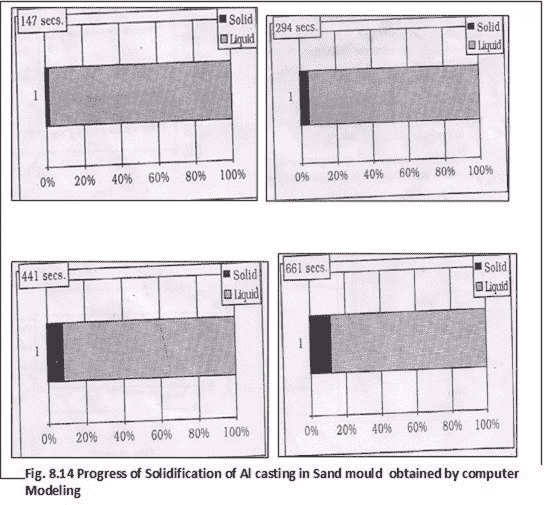 147 secs.
Solid
Liquid
1
0% 20% 40% 60% 80% 100%
294 secs.
Solid
Liquid
1
0% 20% 40% 60% 80% 100%
441 secs.
Solid
Liquid
1
0% 20% 40% 60% 80% 100%
661 secs.
Solid
Liquid
1
0% 20% 40% 60% 80% 100%
Fig. 8.14 Progress of Solidification of Al casting in Sand mould obtained by computer
Modeling